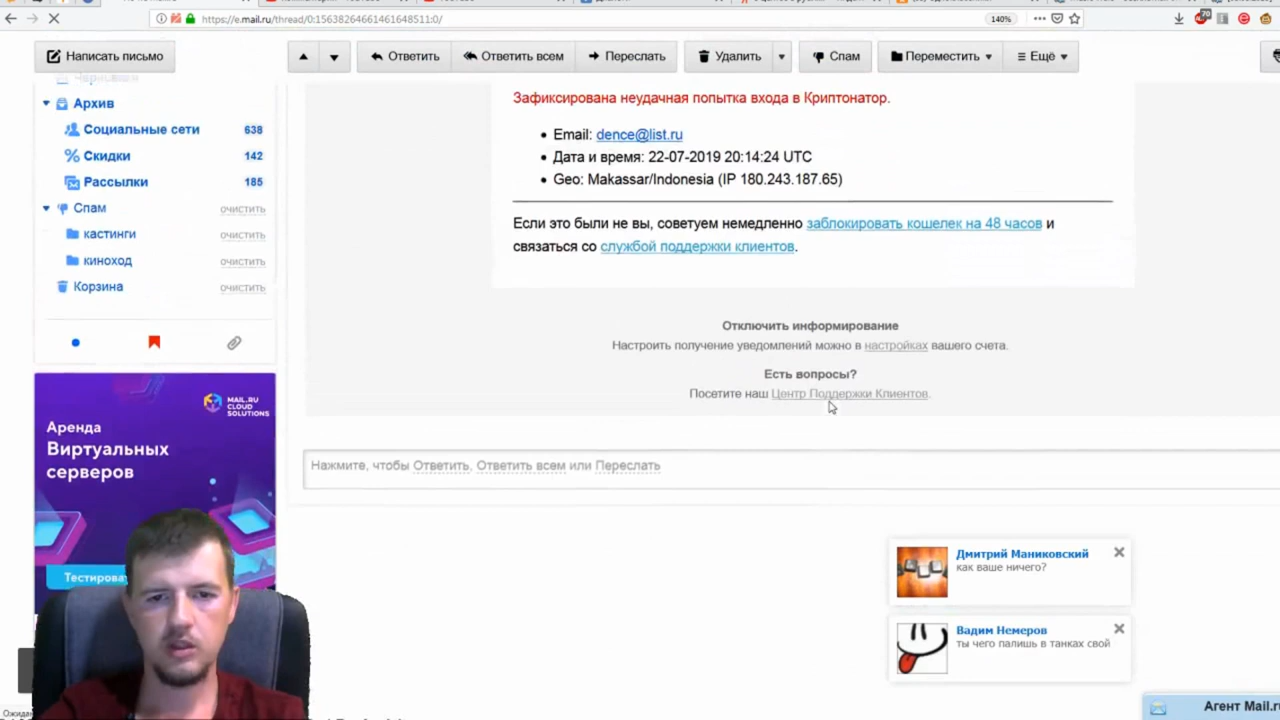 https://e.mail.ru/thread/0:15638264661461648511:0/
140%
Написать письмо
Ответить
Ответить всем
Переслать
Удалить
Спам
Переместить
Ещё
Архив
Социальные сети 638
Скидки 142
Рассылки 185
Спам очистить
кастинги очистить
киноход очистить
Корзина очистить
Зафиксирована неудачная попытка входа в Криптонатор.
Email: dence@list.ru
Дата и время: 22-07-2019 20:14:24 UTC
Geo: Makassar/Indonesia (IP 180.243.187.65)
Если это были не вы, советуем немедленно заблокировать кошелек на 48 часов и
связаться со службой поддержки клиентов.
Отключить информирование
Настроить получение уведомлений можно в настройках вашего счета.
Есть вопросы?
Посетите наш Центр Поддержки Клиентов.
Нажмите, чтобы Ответить, Ответить всем или Переслать
MAIL.RU
CLOUD
SOLUTIONS
Аренда
Виртуальных
серверов
Дмитрий Маниковский
как ваше ничего?
Вадим Немеров
ты чего палишь в танках свой
Агент Mail.ru